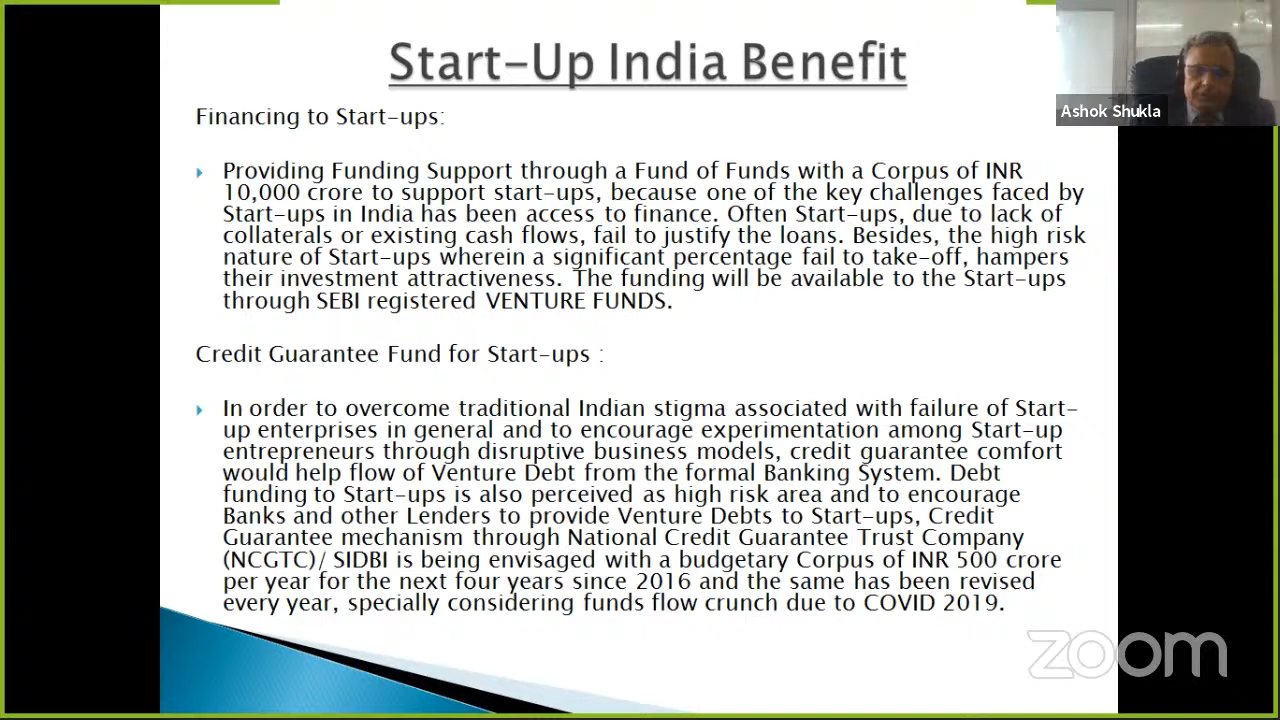 Start-Up India Benefit
Ashok Shukla
Financing to Start-ups:
Providing Funding Support through a Fund of Funds with a Corpus of INR
10,000 crore to support start-ups, because one of the key challenges faced by
Start-ups in India has been access to finance. Often Start-ups, due to lack of
collaterals or existing cash flows, fail to justify the loans. Besides, the high risk
nature of Start-ups wherein a significant percentage fail to take-off, hampers
their investment attractiveness. The funding will be available to the Start-ups
through SEBI registered VENTURE FUNDS.
Credit Guarantee Fund for Start-ups :
In order to overcome traditional Indian stigma associated with failure of Start-
up enterprises in general and to encourage experimentation among Start-up
entrepreneurs through disruptive business models, credit guarantee comfort
would help flow of Venture Debt from the formal Banking System. Debt
funding to Start-ups is also perceived as high risk area and to encourage
Banks and other Lenders to provide Venture Debts to Start-ups, Credit
Guarantee mechanism through National Credit Guarantee Trust Company
(NCGTC)/ SIDBI is being envisaged with a budgetary Corpus of INR 500 crore
per year for the next four years since 2016 and the same has been revised
every year, specially considering funds flow crunch due to COVID 2019.
zoom